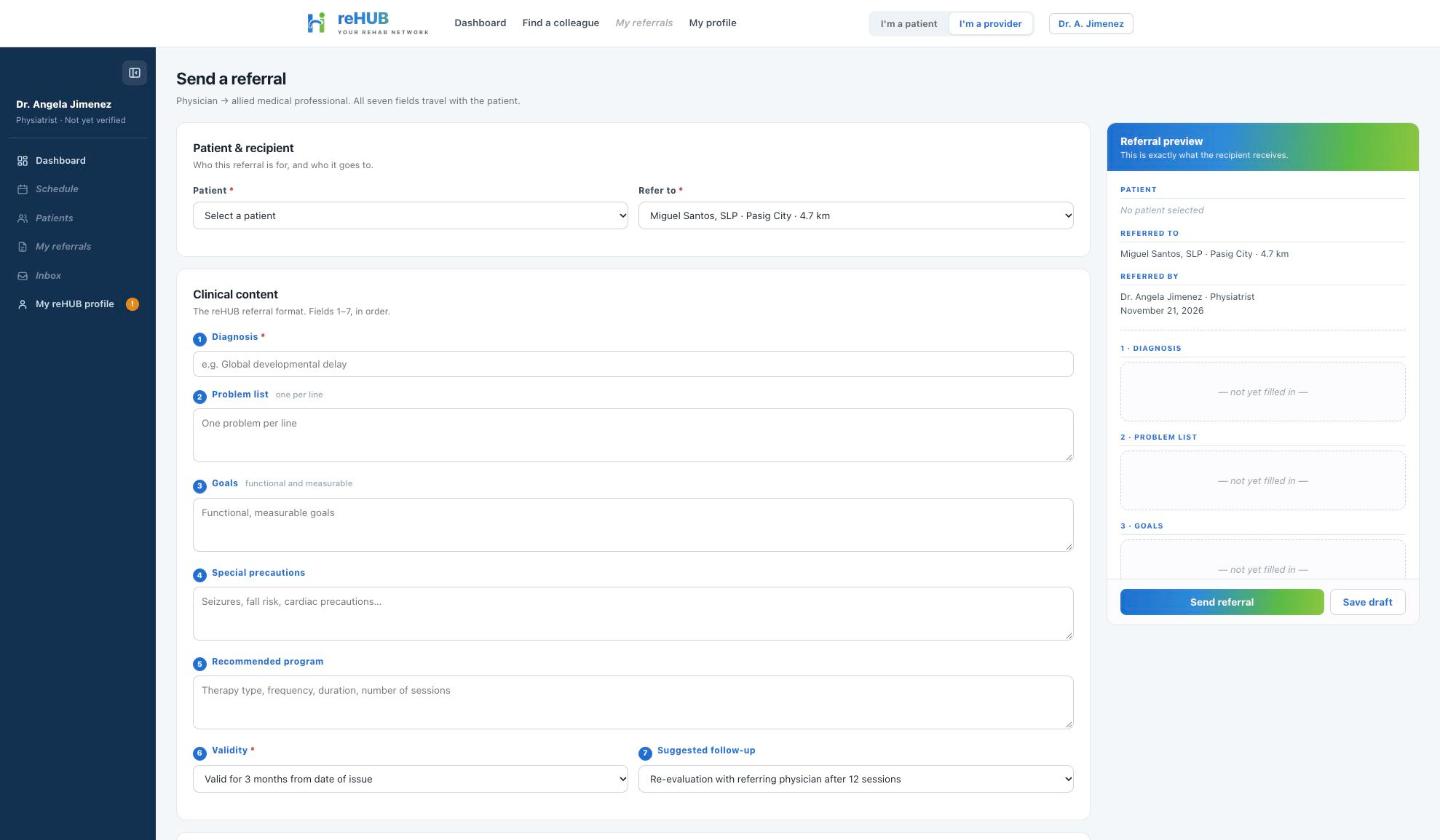 reHUB
YOUR REHAB NETWORK
Dashboard
Find a colleague
My referrals
My profile
I'm a patient
I'm a provider
Dr. A. Jimenez
Dr. Angela Jimenez
Physiatrist · Not yet verified
Dashboard
Schedule
Patients
My referrals
Inbox
My reHUB profile
!
Send a referral
Physician → allied medical professional. All seven fields travel with the patient.
Patient & recipient
Who this referral is for, and who it goes to.
Patient *
Select a patient
Refer to *
Miguel Santos, SLP · Pasig City · 4.7 km
Clinical content
The reHUB referral format. Fields 1–7, in order.
1 Diagnosis *
e.g. Global developmental delay
2 Problem list one per line
One problem per line
3 Goals functional and measurable
Functional, measurable goals
4 Special precautions
Seizures, fall risk, cardiac precautions...
5 Recommended program
Therapy type, frequency, duration, number of sessions
6 Validity *
Valid for 3 months from date of issue
7 Suggested follow-up
Re-evaluation with referring physician after 12 sessions
Referral preview
This is exactly what the recipient receives.
PATIENT
No patient selected
REFERRED TO
Miguel Santos, SLP · Pasig City · 4.7 km
REFERRED BY
Dr. Angela Jimenez · Physiatrist
November 21, 2026
1 · DIAGNOSIS
— not yet filled in —
2 · PROBLEM LIST
— not yet filled in —
3 · GOALS
— not yet filled in —
Send referral
Save draft